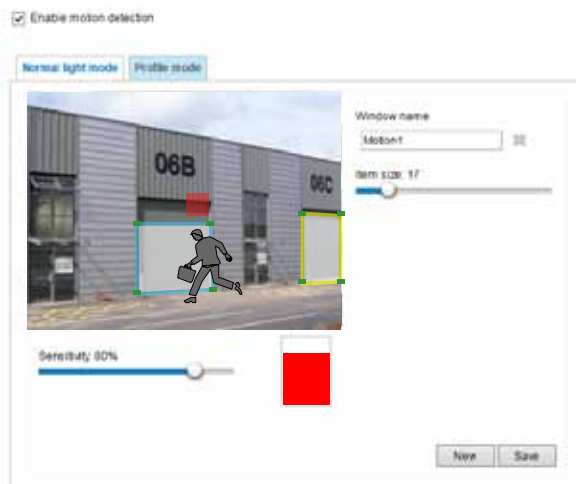 Enable motion detection
Normal light mode
Profile mode
06B
06C
Window name
Motion1
Item size: 17
Sensitivity 80%
New
Save